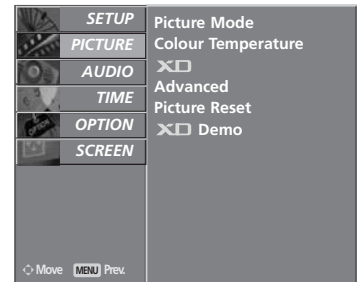 SETUP
PICTURE
AUDIO
TIME
OPTION
SCREEN
Move MENU Prev.
Picture Mode
Colour Temperature
XD
Advanced
Picture Reset
XD Demo